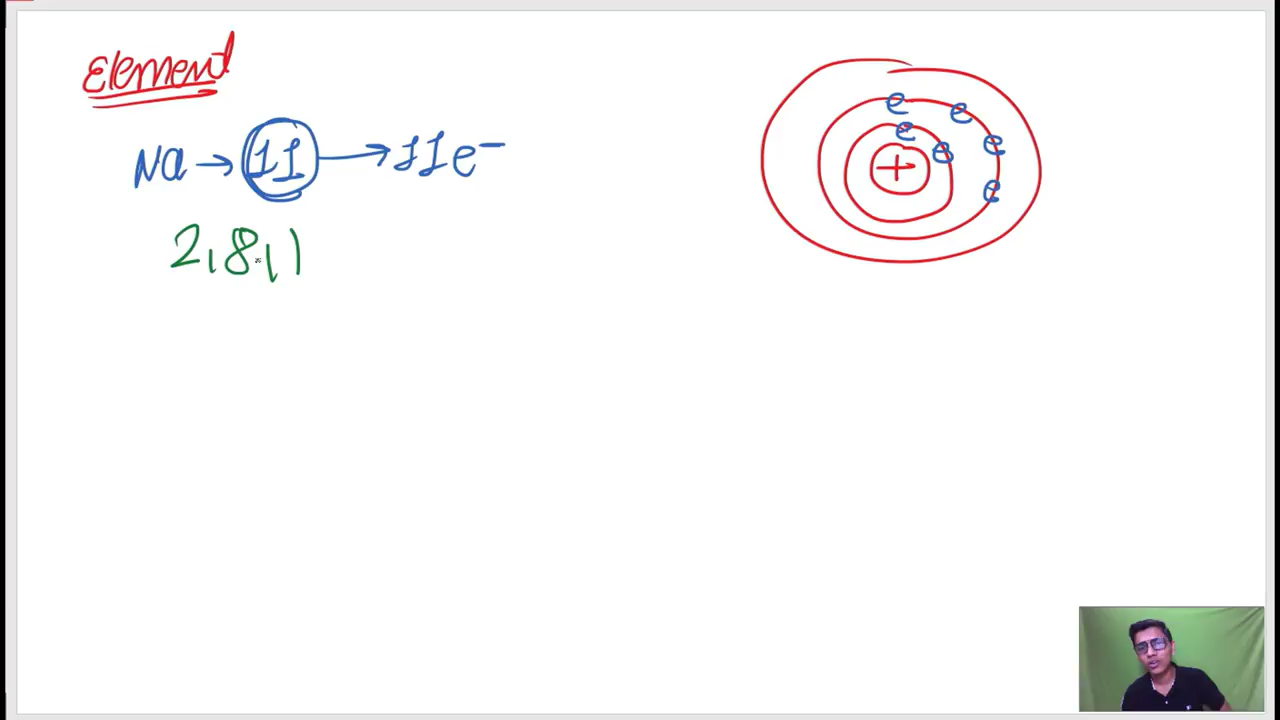 Element
Na → 11 → 11e⁻
2,8,1
e e
e e
e +
e